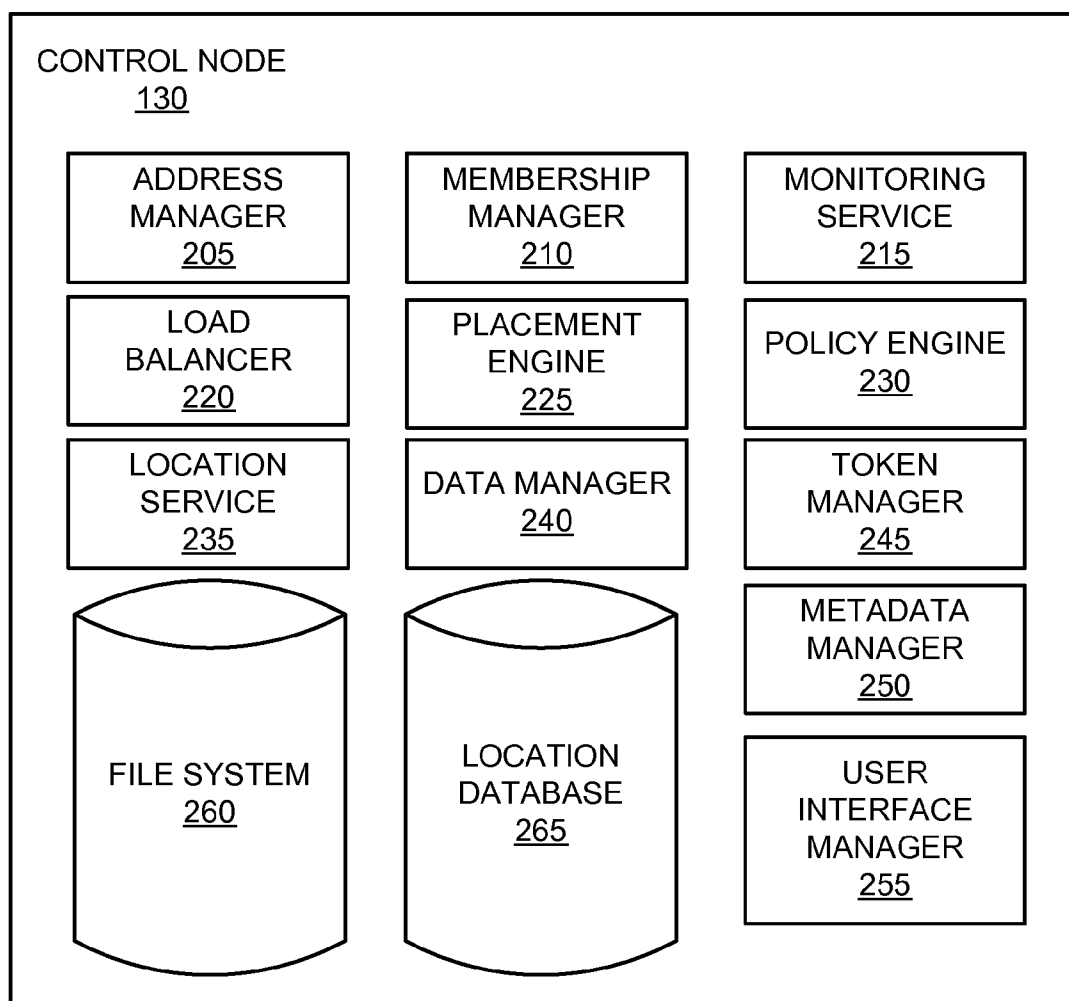 CONTROL NODE
130
ADDRESS
MANAGER
205
MEMBERSHIP
MANAGER
210
MONITORING
SERVICE
215
LOAD
BALANCER
220
PLACEMENT
ENGINE
225
POLICY ENGINE
230
LOCATION
SERVICE
235
DATA MANAGER
240
TOKEN
MANAGER
245
FILE SYSTEM
260
LOCATION
DATABASE
265
METADATA
MANAGER
250
USER
INTERFACE
MANAGER
255